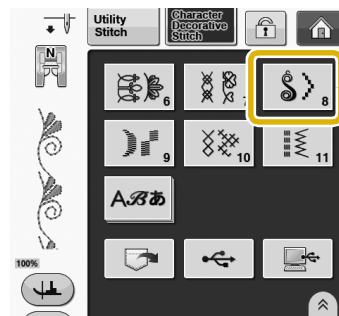 Utility
Stitch
Character
Decorative
Stitch
N
6
7
8
9
10
11
Aℬあ
100%